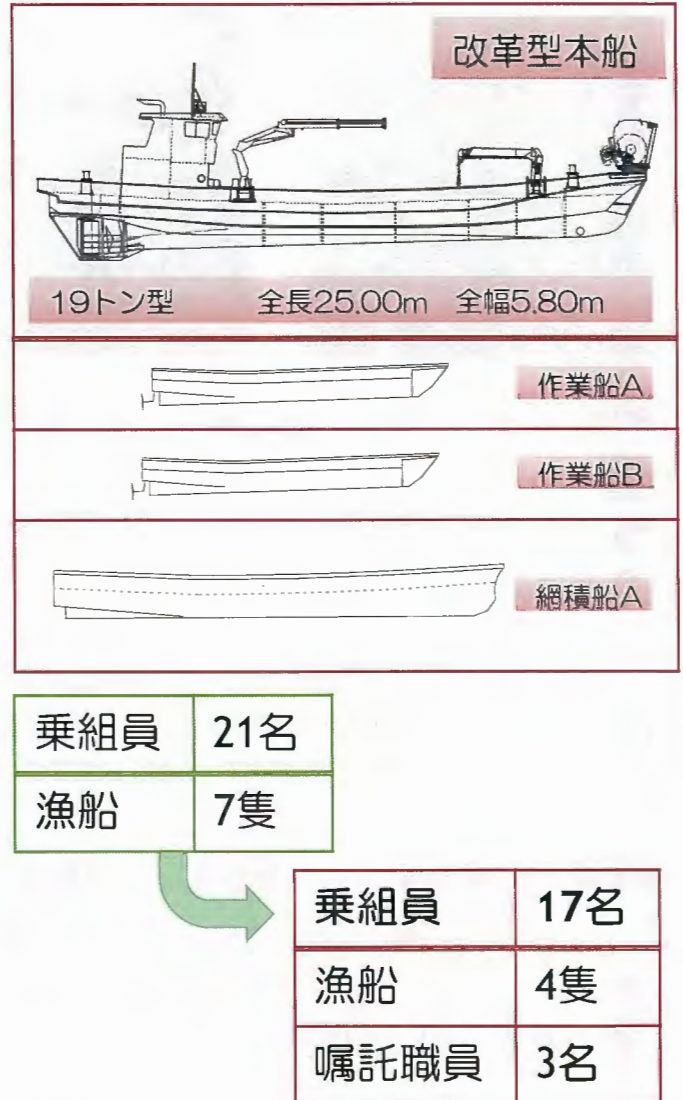 改革型本船
19トン型 全長25.00m 全幅5.80m
作業船A
作業船B
網積船A
乗組員 21名
漁船 7隻
乗組員 17名
漁船 4隻
嘱託職員 3名